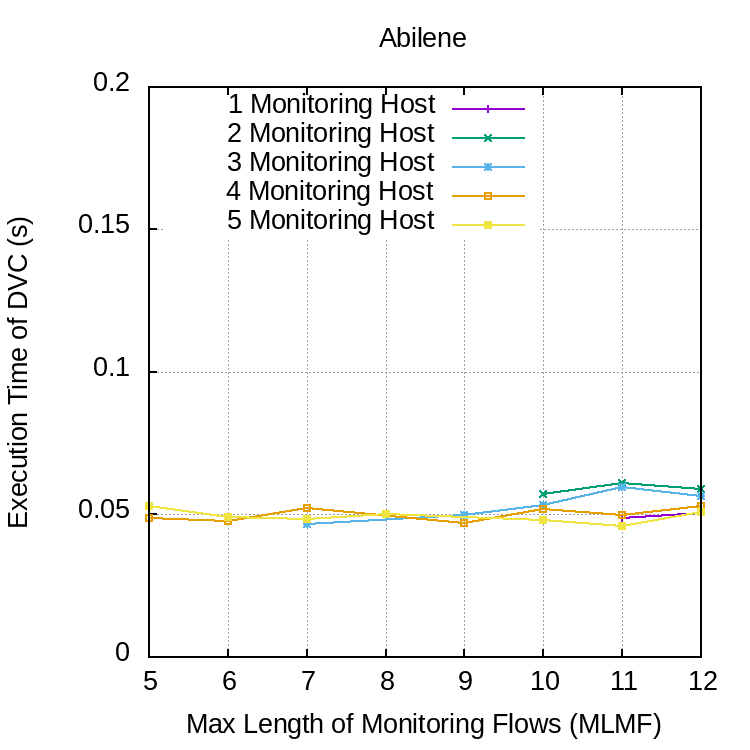 Abilene
0.2
0.15
0.1
0.05
0
Execution Time of DVC (s)
1 Monitoring Host
2 Monitoring Host
3 Monitoring Host
4 Monitoring Host
5 Monitoring Host
5 6 7 8 9 10 11 12
Max Length of Monitoring Flows (MLMF)